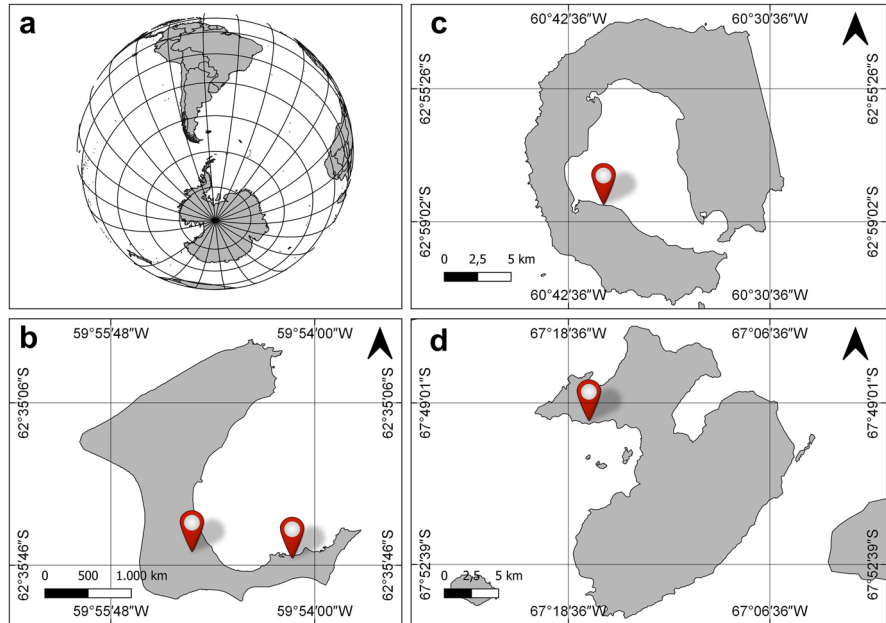 a
c
60°42'36"W 60°30'36"W
62°55'26"S 62°55'26"S
62°59'02"S 62°59'02"S
0 2,5 5 km
60°42'36"W 60°30'36"W
b
59°55'48"W 59°54'00"W
62°35'06"S 62°35'06"S
62°35'46"S 62°35'46"S
0 500 1.000 km
59°55'48"W 59°54'00"W
d
67°18'36"W 67°06'36"W
67°49'01"S 67°49'01"S
67°52'39"S 67°52'39"S
0 2,5 5 km
67°18'36"W 67°06'36"W